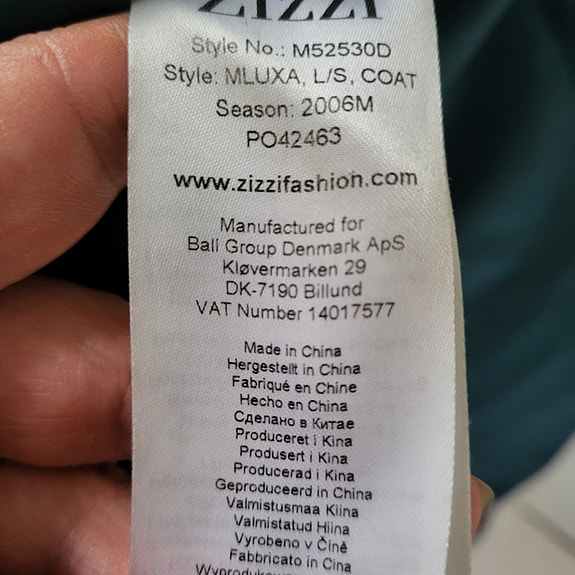 ZIZZI
Style No.: M52530D
Style: MLUXA, L/S, COAT
Season: 2006M
PO42463
www.zizzifashion.com
Manufactured for
Ball Group Denmark ApS
Kløvermarken 29
DK-7190 Billund
VAT Number 14017577
Made in China
Hergestellt in China
Fabriqué en Chine
Hecho en China
Сделано в Китае
Produceret i Kina
Produsert i Kina
Producerad i Kina
Geproduceerd in China
Valmistusmaa Kiina
Valmistatud Hiina
Vyrobeno v Číně
Fabbricato in Cina